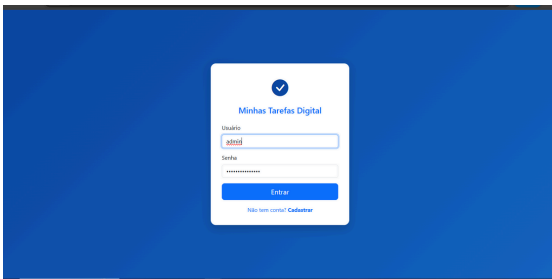 Minhas Tarefas Digital
Usuário
admin
Senha
•••••••••••••••
Entrar
Não tem conta? Cadastrar